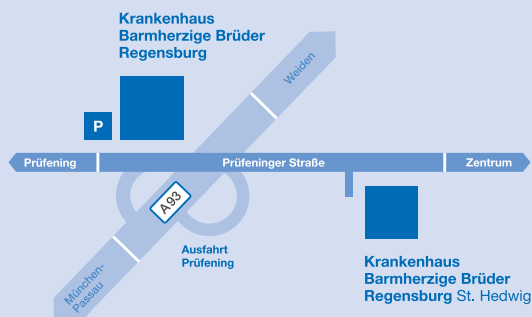 Krankenhaus
Barmherzige Brüder
Regensburg
Weiden
P
Prüfening
Prüfeninger Straße
Zentrum
A93
Ausfahrt
Prüfening
München-
Passau
Krankenhaus
Barmherzige Brüder
Regensburg St. Hedwig